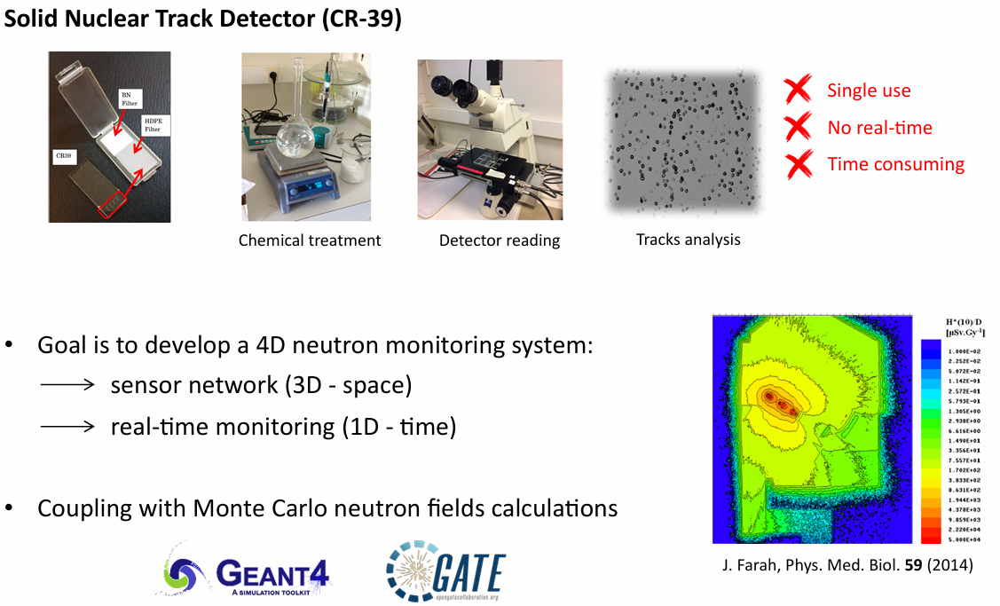 Solid Nuclear Track Detector (CR-39)
BN
Filter
HDPE
Filter
CR39
Chemical treatment
Detector reading
Tracks analysis
Single use
No real-time
Time consuming
• Goal is to develop a 4D neutron monitoring system:
sensor network (3D - space)
real-time monitoring (1D - time)
• Coupling with Monte Carlo neutron fields calculations
GEANT4
A SIMULATION TOOLKIT
GATE
opengatecollaboration.org
H*(10)/D
[µSv.Gy⁻¹]
1.000E-02
2.252E-02
5.072E-02
1.142E-01
2.572E-01
5.793E-01
1.305E+00
2.938E+00
6.616E+00
1.490E+01
3.356E+01
7.557E+01
1.702E+02
3.833E+02
8.631E+02
1.944E+03
4.378E+03
9.859E+03
2.220E+04
5.000E+04
J. Farah, Phys. Med. Biol. 59 (2014)